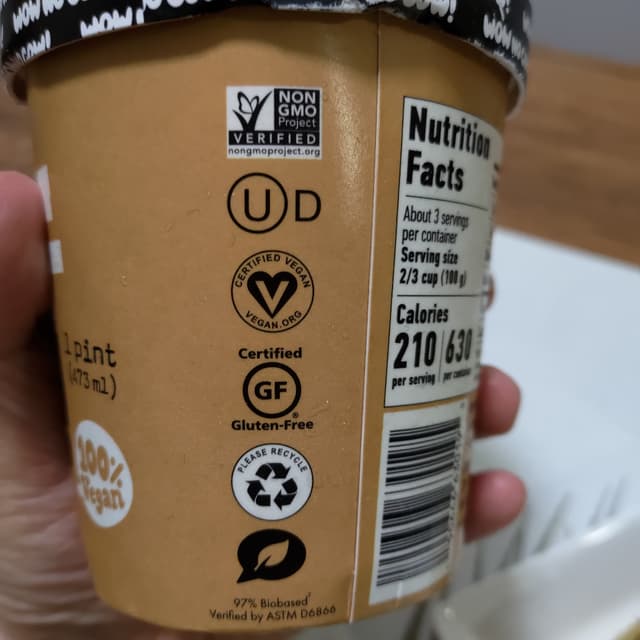 wow!
NON
GMO
Project
VERIFIED
nongmoproject.org
U D
CERTIFIED VEGAN
VEGAN.ORG
Certified
GF
®
Gluten-Free
PLEASE RECYCLE
97% Biobased†
Verified by ASTM D6866
1 pint
(473 ml)
100%
Vegan
Nutrition
Facts
About 3 servings
per container
Serving size
2/3 cup (100 g)
Calories
210 630
per serving per container